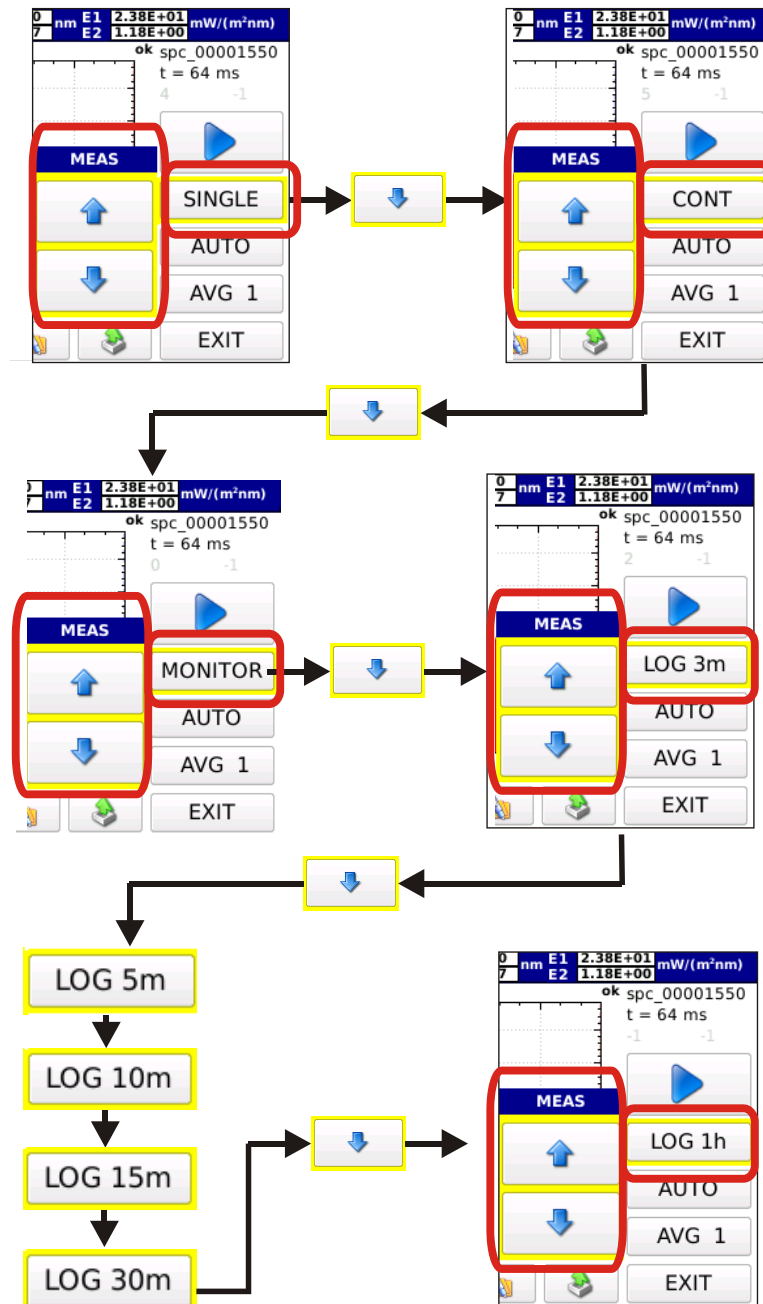 0 nm E1 2.38E+01 mW/(m²nm)
7 E2 1.18E+00
ok spc_00001550
t = 64 ms
4 -1
MEAS
SINGLE
AUTO
AVG 1
EXIT
0 nm E1 2.38E+01 mW/(m²nm)
7 E2 1.18E+00
ok spc_00001550
t = 64 ms
5 -1
MEAS
CONT
AUTO
AVG 1
EXIT
0 nm E1 2.38E+01 mW/(m²nm)
7 E2 1.18E+00
ok spc_00001550
t = 64 ms
0 -1
MEAS
MONITOR
AUTO
AVG 1
EXIT
0 nm E1 2.38E+01 mW/(m²nm)
7 E2 1.18E+00
ok spc_00001550
t = 64 ms
2 -1
MEAS
LOG 3m
AUTO
AVG 1
EXIT
LOG 5m
LOG 10m
LOG 15m
LOG 30m
0 nm E1 2.38E+01 mW/(m²nm)
7 E2 1.18E+00
ok spc_00001550
t = 64 ms
-1 -1
MEAS
LOG 1h
AUTO
AVG 1
EXIT